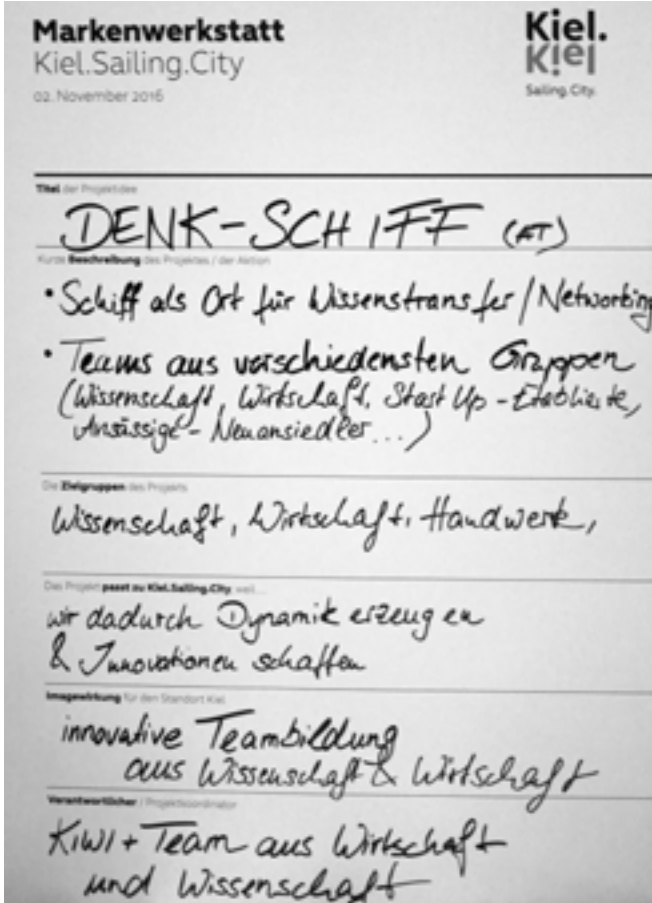 Markenwerkstatt
Kiel.Sailing.City
02. November 2016
Kiel.
Kiel
Sailing.City.
Titel der Projektidee
DENK-SCHIFF (AT)
Kurze Beschreibung des Projektes / der Aktion
• Schiff als Ort für Wissenstransfer / Networking
• Teams aus verschiedensten Gruppen
(Wissenschaft, Wirtschaft, Start Up - Etablierte,
Ansässige - Neuansiedler...)
Die Zielgruppen des Projekts
Wissenschaft, Wirtschaft, Handwerk,
Das Projekt passt zu Kiel.Sailing.City, weil...
wir dadurch Dynamik erzeugen
& Innovationen schaffen
Imagewirkung für den Standort Kiel
innovative Teambildung
aus Wissenschaft & Wirtschaft
Verantwortlicher / Projektkoordinator
KiWi + Team aus Wirtschaft
und Wissenschaft